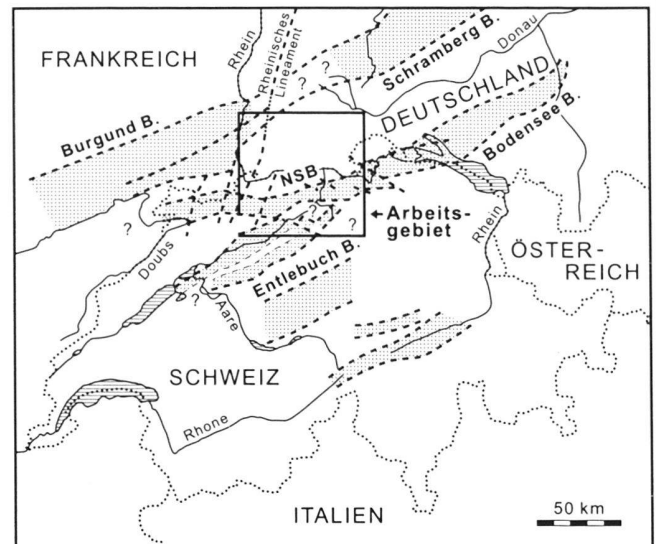 FRANKREICH
Rhein
Rheinisches
Lineament
?
?
Schramberg B.
Donau
DEUTSCHLAND
Burgund B.
Bodensee B.
NSB
?
?
?
Arbeits-
gebiet
Rhein
ÖSTER-
REICH
Doubs
Entlebuch B.
?
Aare
SCHWEIZ
Rhone
50 km
ITALIEN